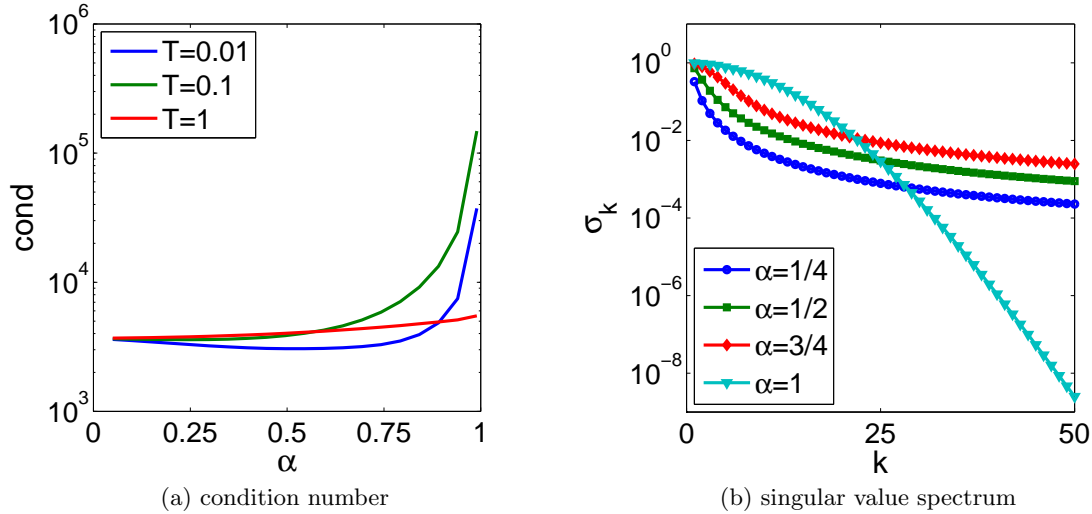 10^6
10^5
10^4
10^3
cond
T=0.01
T=0.1
T=1
0
0.25
0.5
0.75
1
α
(a) condition number
10^0
10^-2
10^-4
10^-6
10^-8
σ_k
α=1/4
α=1/2
α=3/4
α=1
0
25
50
k
(b) singular value spectrum